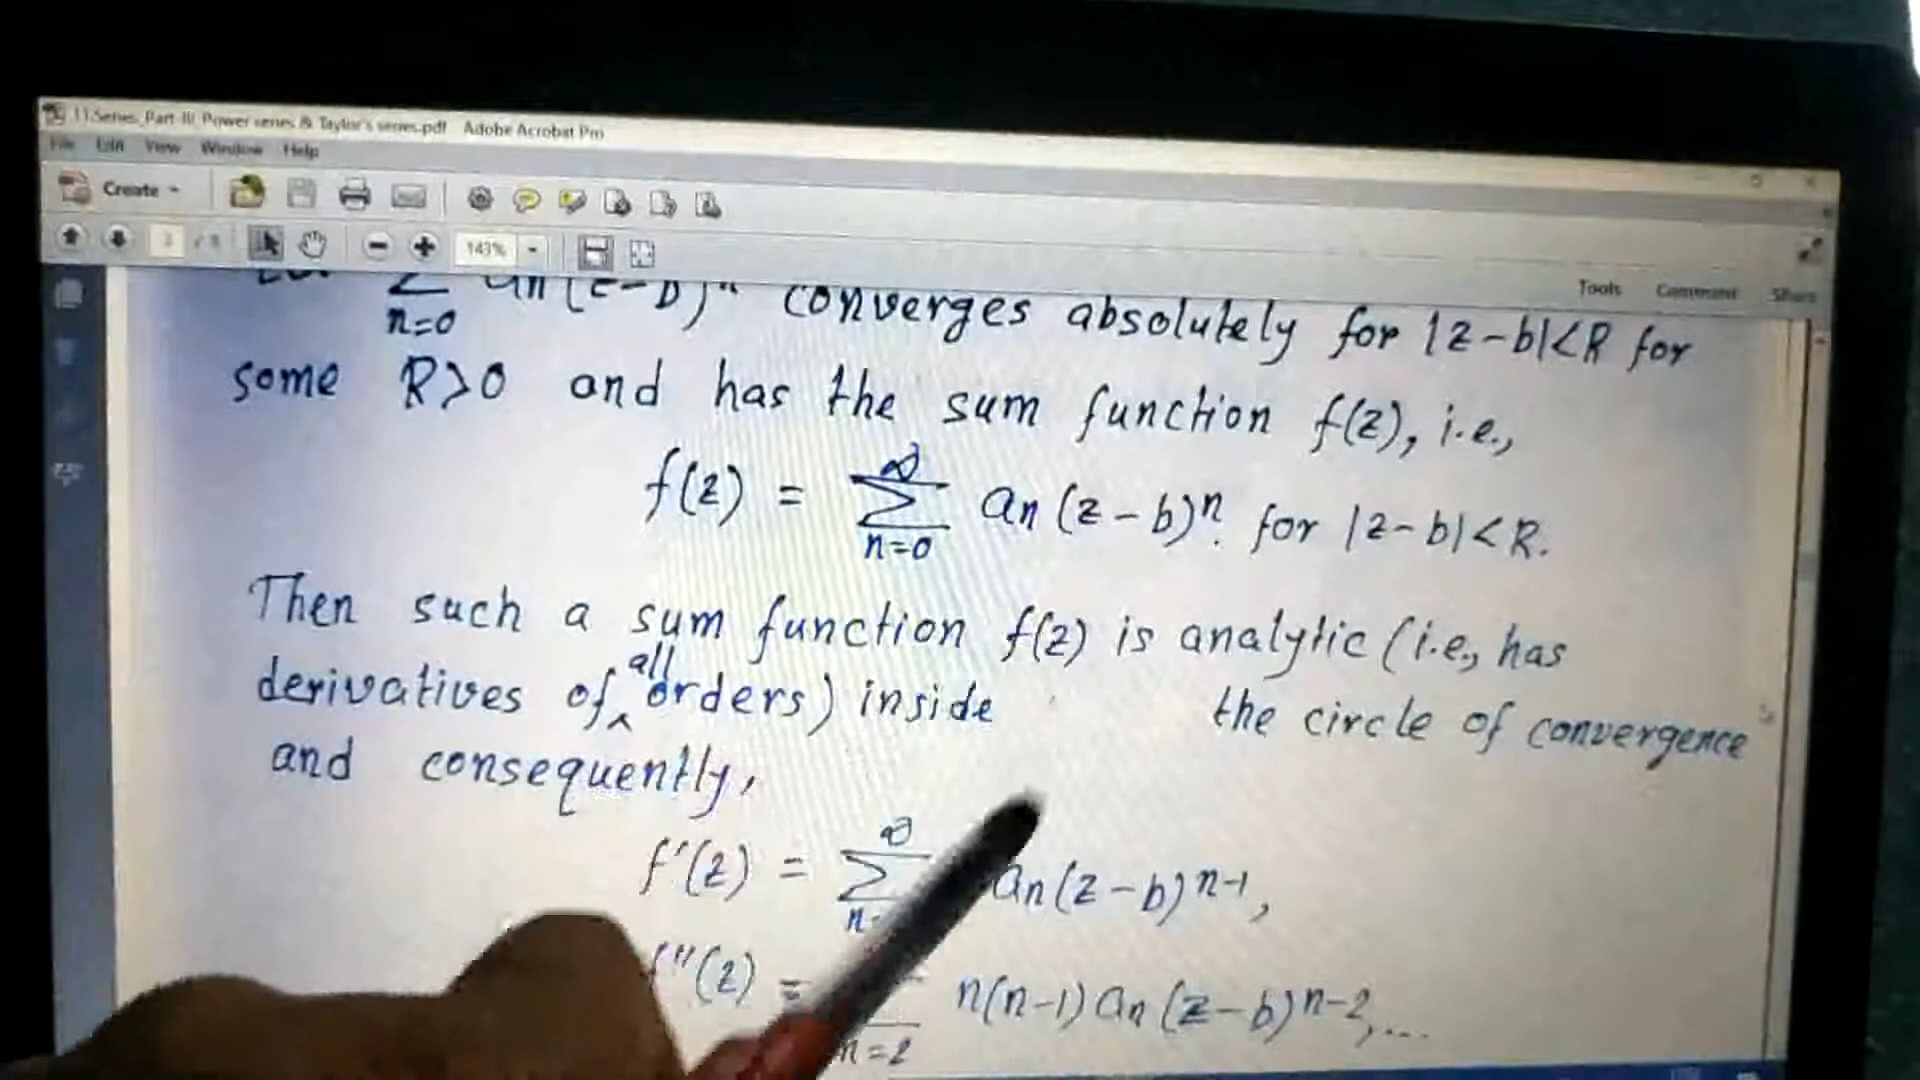 11.Series_Part-III_Power series & Taylor's series.pdf - Adobe Acrobat Pro
File Edit View Window Help
Create
143%
Tools Comment Share
∑ an(z-b)ⁿ converges absolutely for |z-b|<R for
n=0
some R>0 and has the sum function f(z), i.e.,
f(z) = ∑_{n=0}^{∞} an (z-b)ⁿ. for |z-b|<R.
Then such a sum function f(z) is analytic (i.e., has
derivatives of all orders) inside the circle of convergence
and consequently,
f'(z) = ∑^{∞} an(z-b)^{n-1},
f''(z) = n(n-1) an (z-b)^{n-2},...
n=2